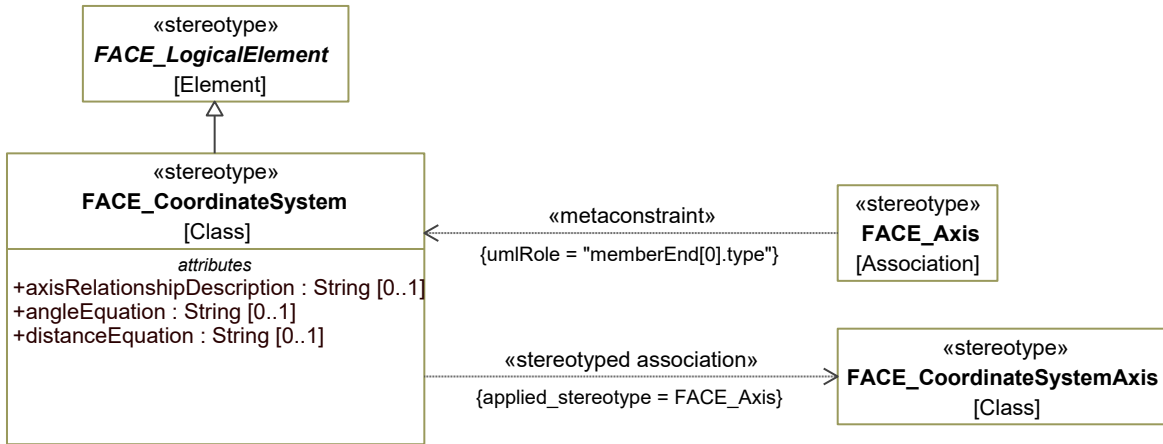 «stereotype»
FACE_LogicalElement
[Element]
«stereotype»
FACE_CoordinateSystem
[Class]
attributes
+axisRelationshipDescription : String [0..1]
+angleEquation : String [0..1]
+distanceEquation : String [0..1]
«metaconstraint»
{umlRole = "memberEnd[0].type"}
«stereotype»
FACE_Axis
[Association]
«stereotyped association»
{applied_stereotype = FACE_Axis}
«stereotype»
FACE_CoordinateSystemAxis
[Class]